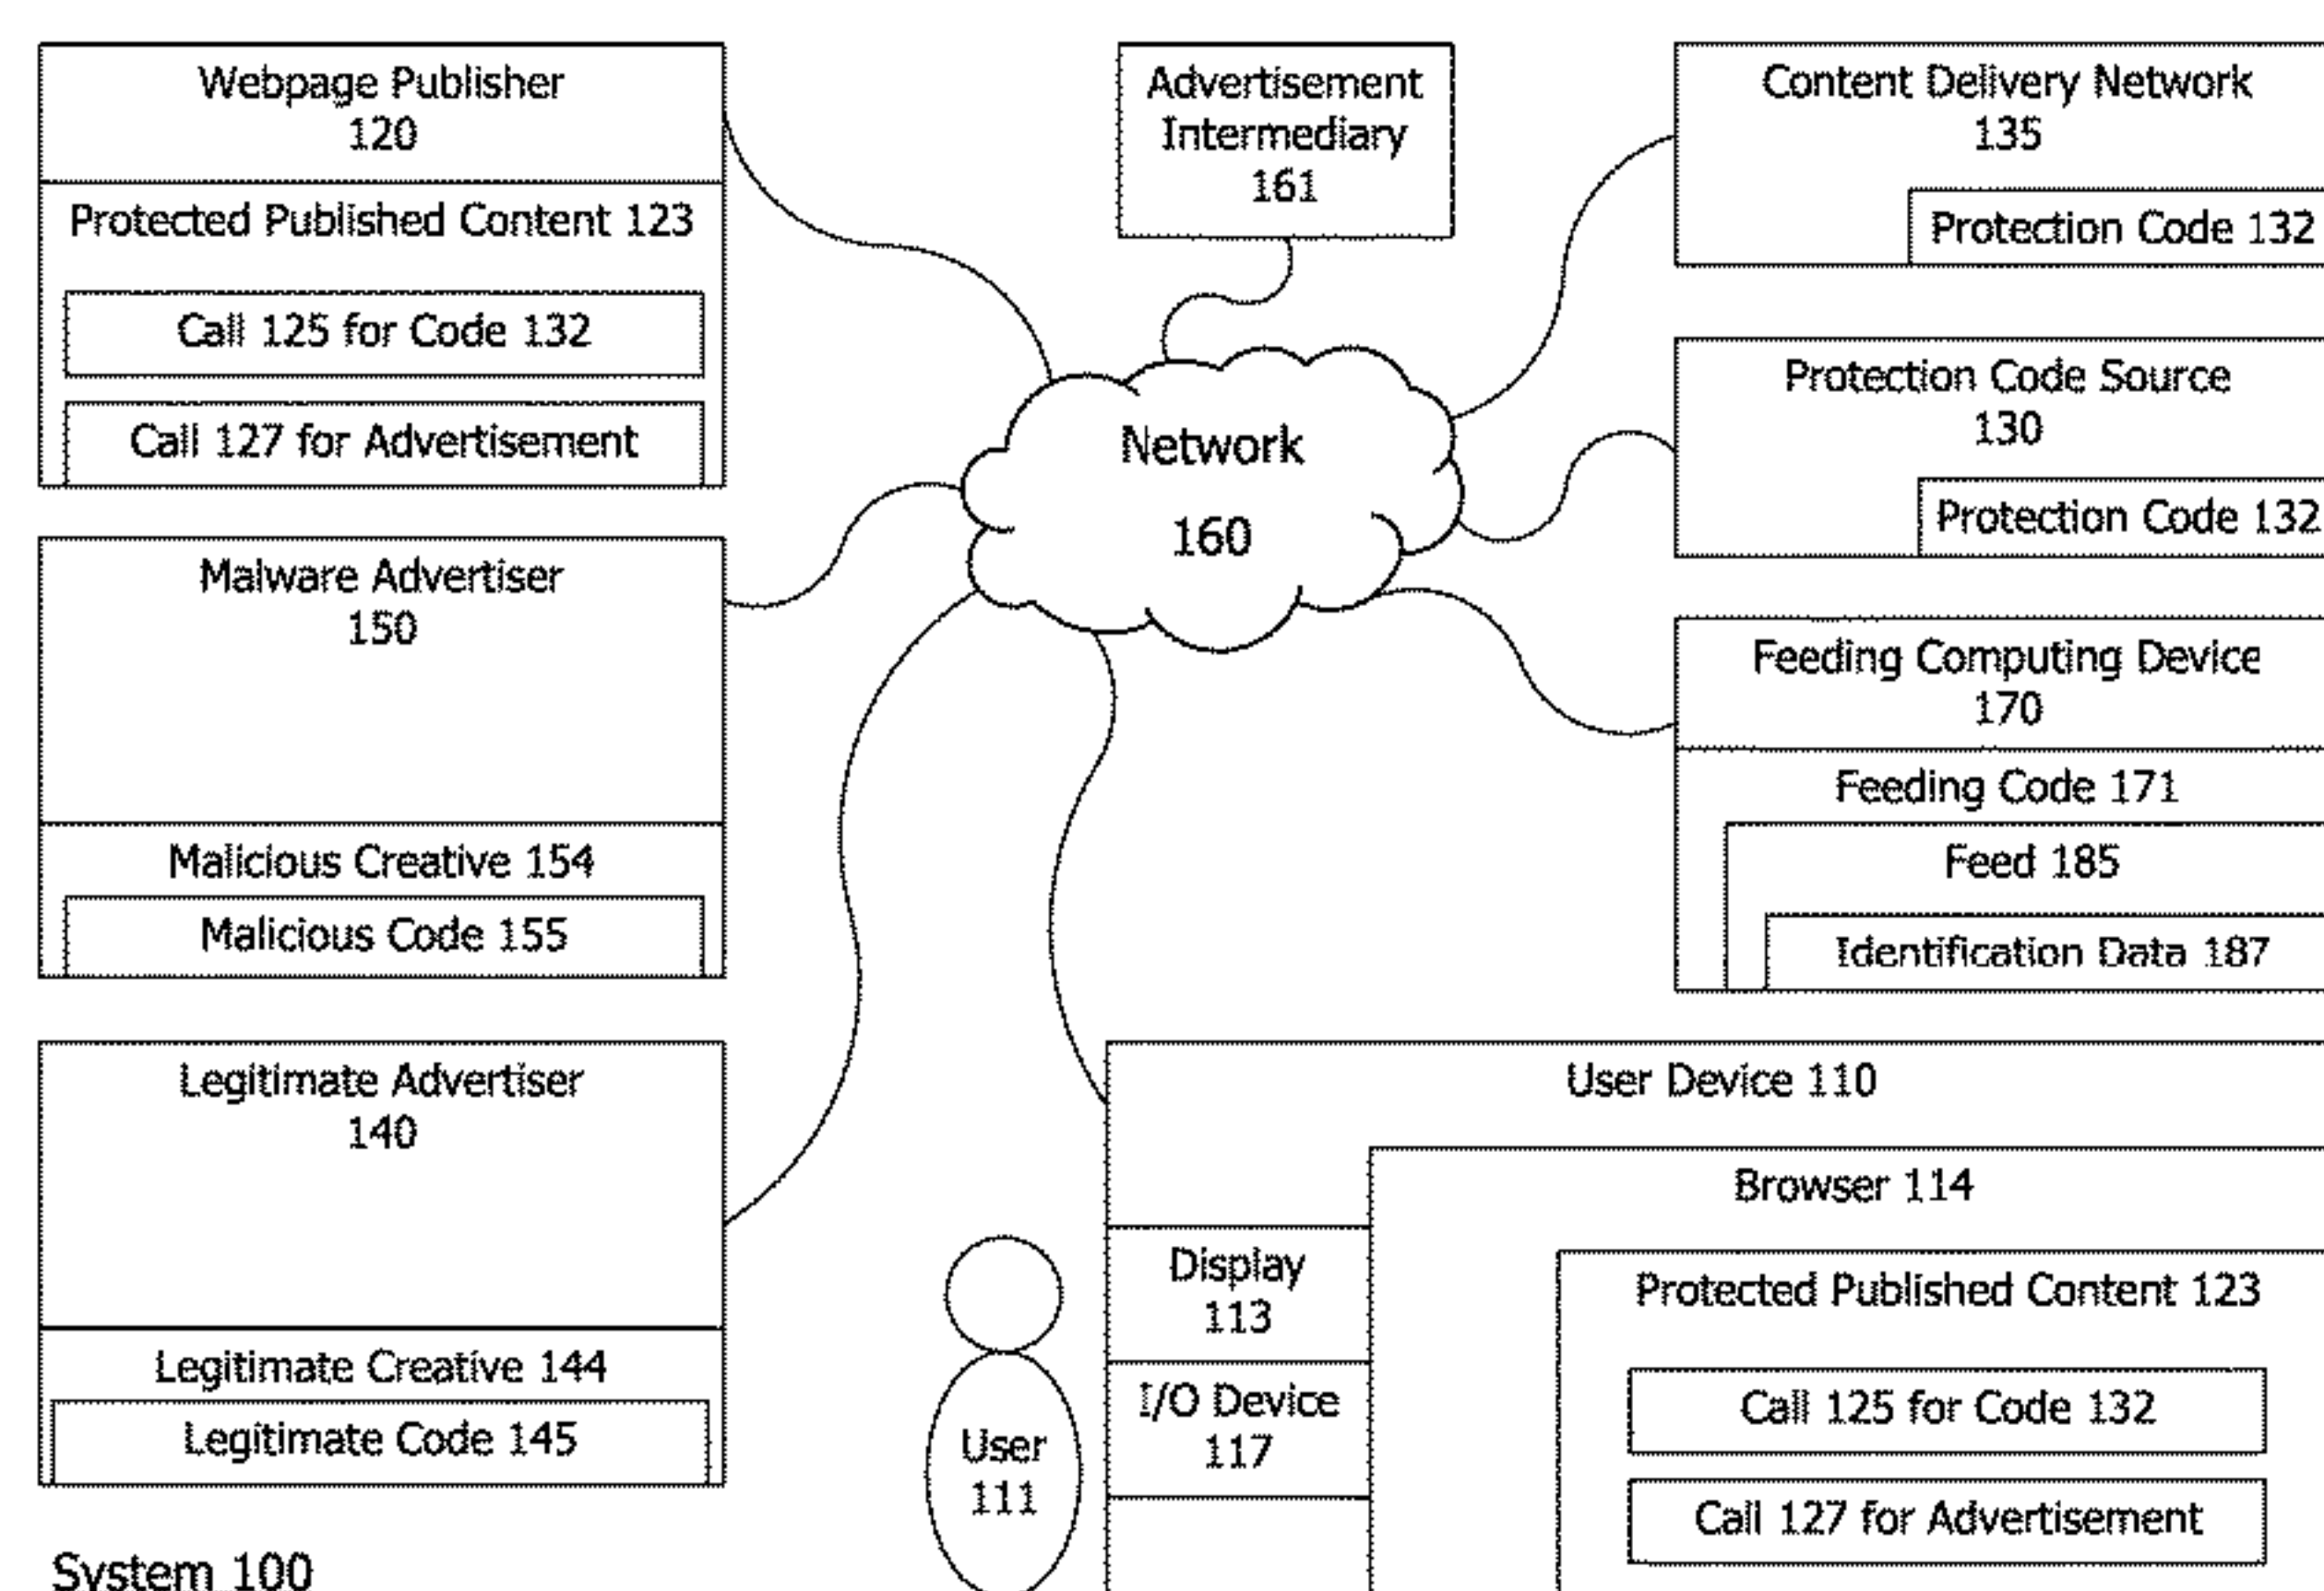 Webpage Publisher
120
Protected Published Content 123
Call 125 for Code 132
Call 127 for Advertisement
Advertisement
Intermediary
161
Content Delivery Network
135
Protection Code 132
Network
160
Protection Code Source
130
Protection Code 132
Malware Advertiser
150
Malicious Creative 154
Malicious Code 155
Feeding Computing Device
170
Feeding Code 171
Feed 185
Identification Data 187
Legitimate Advertiser
140
Legitimate Creative 144
Legitimate Code 145
User Device 110
Browser 114
Display
113
I/O Device
117
User
111
Protected Published Content 123
Call 125 for Code 132
Call 127 for Advertisement
System 100